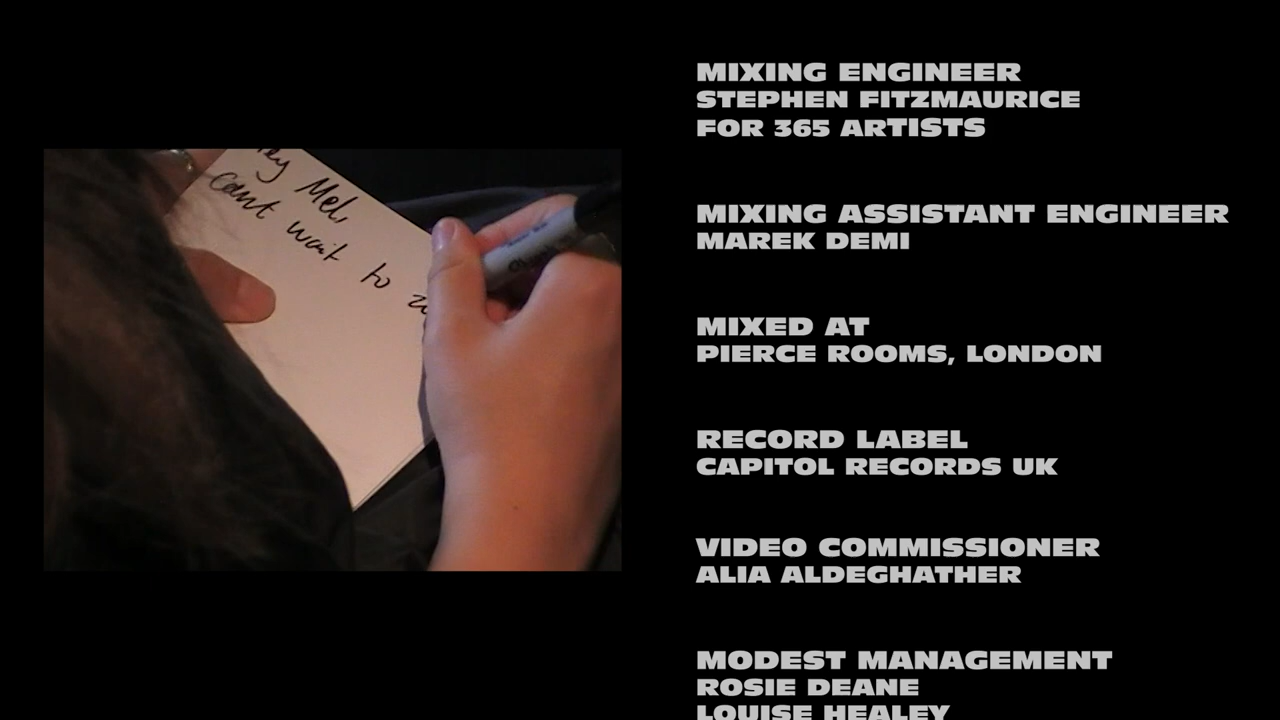 Hey Mel,
Cant wait to
MIXING ENGINEER
STEPHEN FITZMAURICE
FOR 365 ARTISTS
MIXING ASSISTANT ENGINEER
MAREK DEMI
MIXED AT
PIERCE ROOMS, LONDON
RECORD LABEL
CAPITOL RECORDS UK
VIDEO COMMISSIONER
ALIA ALDEGHATHER
MODEST MANAGEMENT
ROSIE DEANE
LOUISE HEALEY